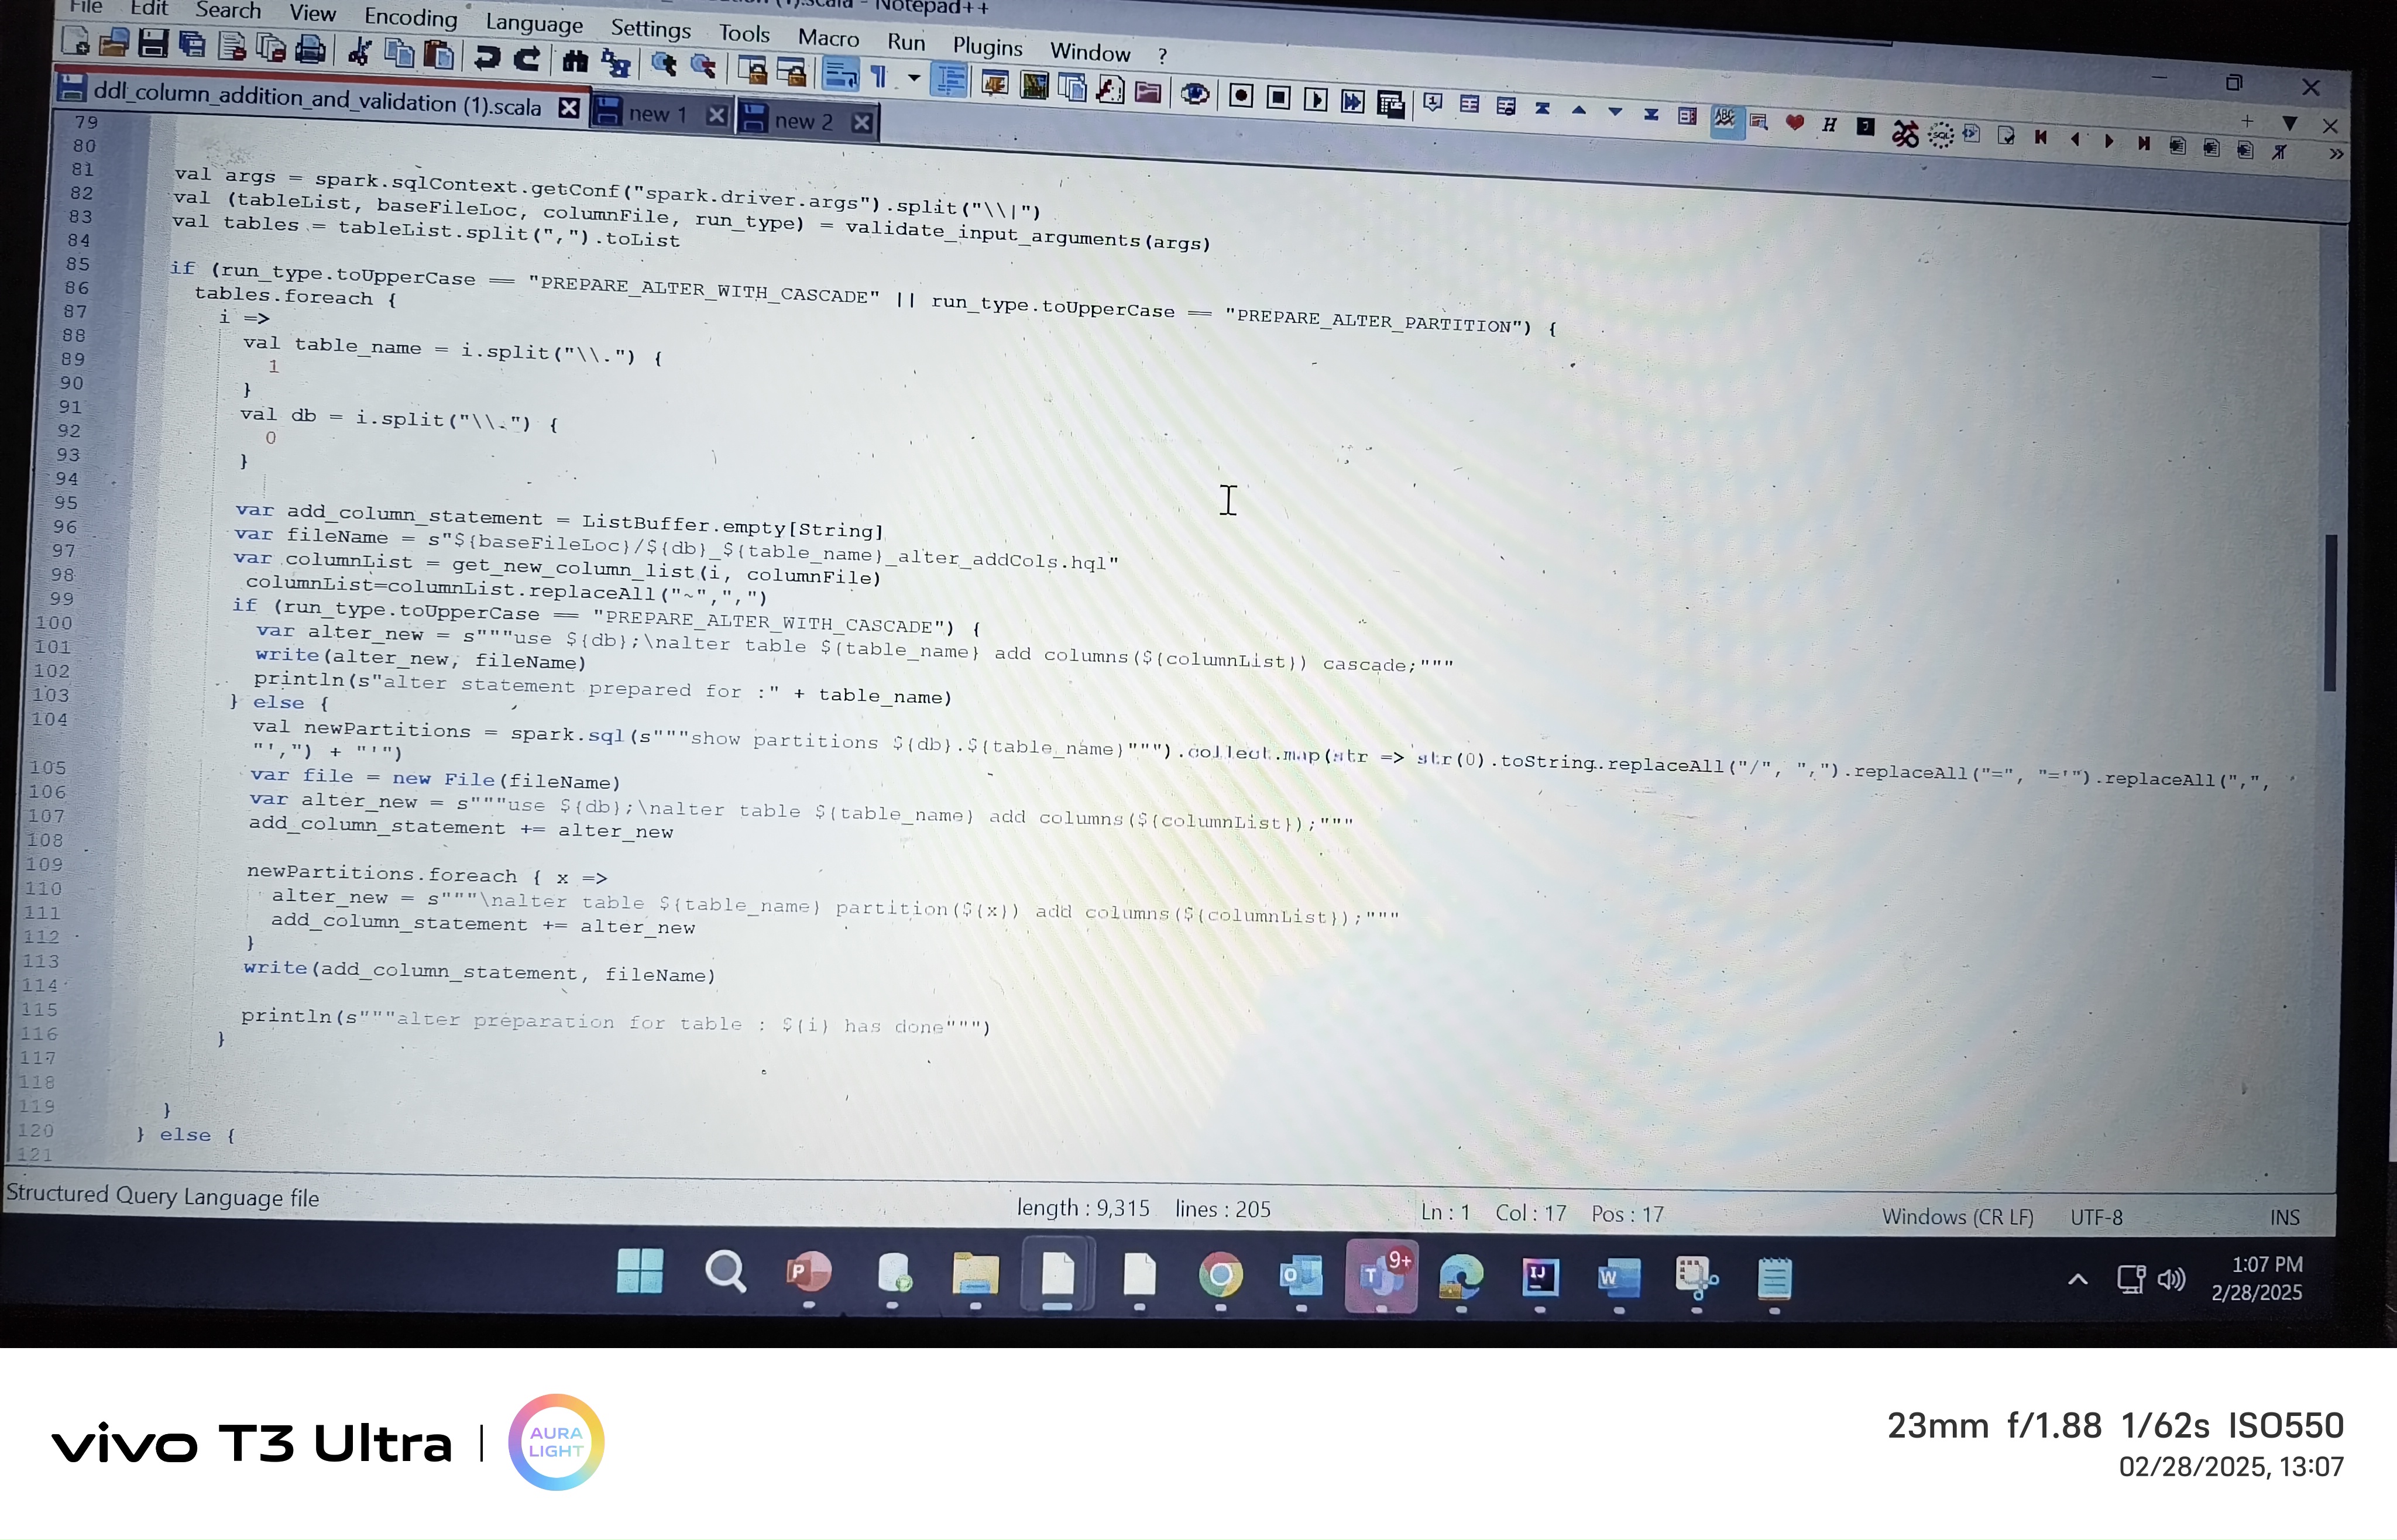 File Edit Search View Encoding Language Settings Tools Macro Run Plugins Window ?
ddl_column_addition_and_validation (1).scala new 1 new 2
79
80
81 val args = spark.sqlContext.getConf("spark.driver.args").split("\\|")
82 val (tableList, baseFileLoc, columnFile, run_type) = validate_input_arguments(args)
83 val tables = tableList.split(",").toList
84
85 if (run_type.toUpperCase == "PREPARE_ALTER_WITH_CASCADE" || run_type.toUpperCase == "PREPARE_ALTER_PARTITION") {
86 tables.foreach {
87 i =>
88 val table_name = i.split("\\.") {
89 1
90 }
91 val db = i.split("\\.") {
92 0
93 }
94
95 var add_column_statement = ListBuffer.empty[String]
96 var fileName = s"${baseFileLoc}/${db}_${table_name}_alter_addCols.hql"
97 var columnList = get_new_column_list(i, columnFile)
98 columnList=columnList.replaceAll("~",",")
99 if (run_type.toUpperCase == "PREPARE_ALTER_WITH_CASCADE") {
100 var alter_new = s"""use ${db};\nalter table ${table_name} add columns(${columnList}) cascade;"""
101 write(alter_new, fileName)
102 println(s"alter statement prepared for :" + table_name)
103 } else {
104 val newPartitions = spark.sql(s"""show partitions ${db}.${table_name}""").collect.map(str => str(0).toString.replaceAll("/", ",").replaceAll("=", "='").replaceAll(",",
"',") + "'")
105 var file = new File(fileName)
106 var alter_new = s"""use ${db};\nalter table ${table_name} add columns(${columnList});"""
107 add_column_statement += alter_new
108
109 newPartitions.foreach { x =>
110 alter_new = s"""\nalter table ${table_name} partition(${x}) add columns(${columnList});"""
111 add_column_statement += alter_new
112 }
113 write(add_column_statement, fileName)
114
115 println(s"""alter preparation for table : ${i} has done""")
116 }
117
118
119 }
120 } else {
121
Structured Query Language file length : 9,315 lines : 205 Ln : 1 Col : 17 Pos : 17 Windows (CR LF) UTF-8 INS
9+
1:07 PM
2/28/2025
vivo T3 Ultra | AURA LIGHT
23mm f/1.88 1/62s ISO550
02/28/2025, 13:07